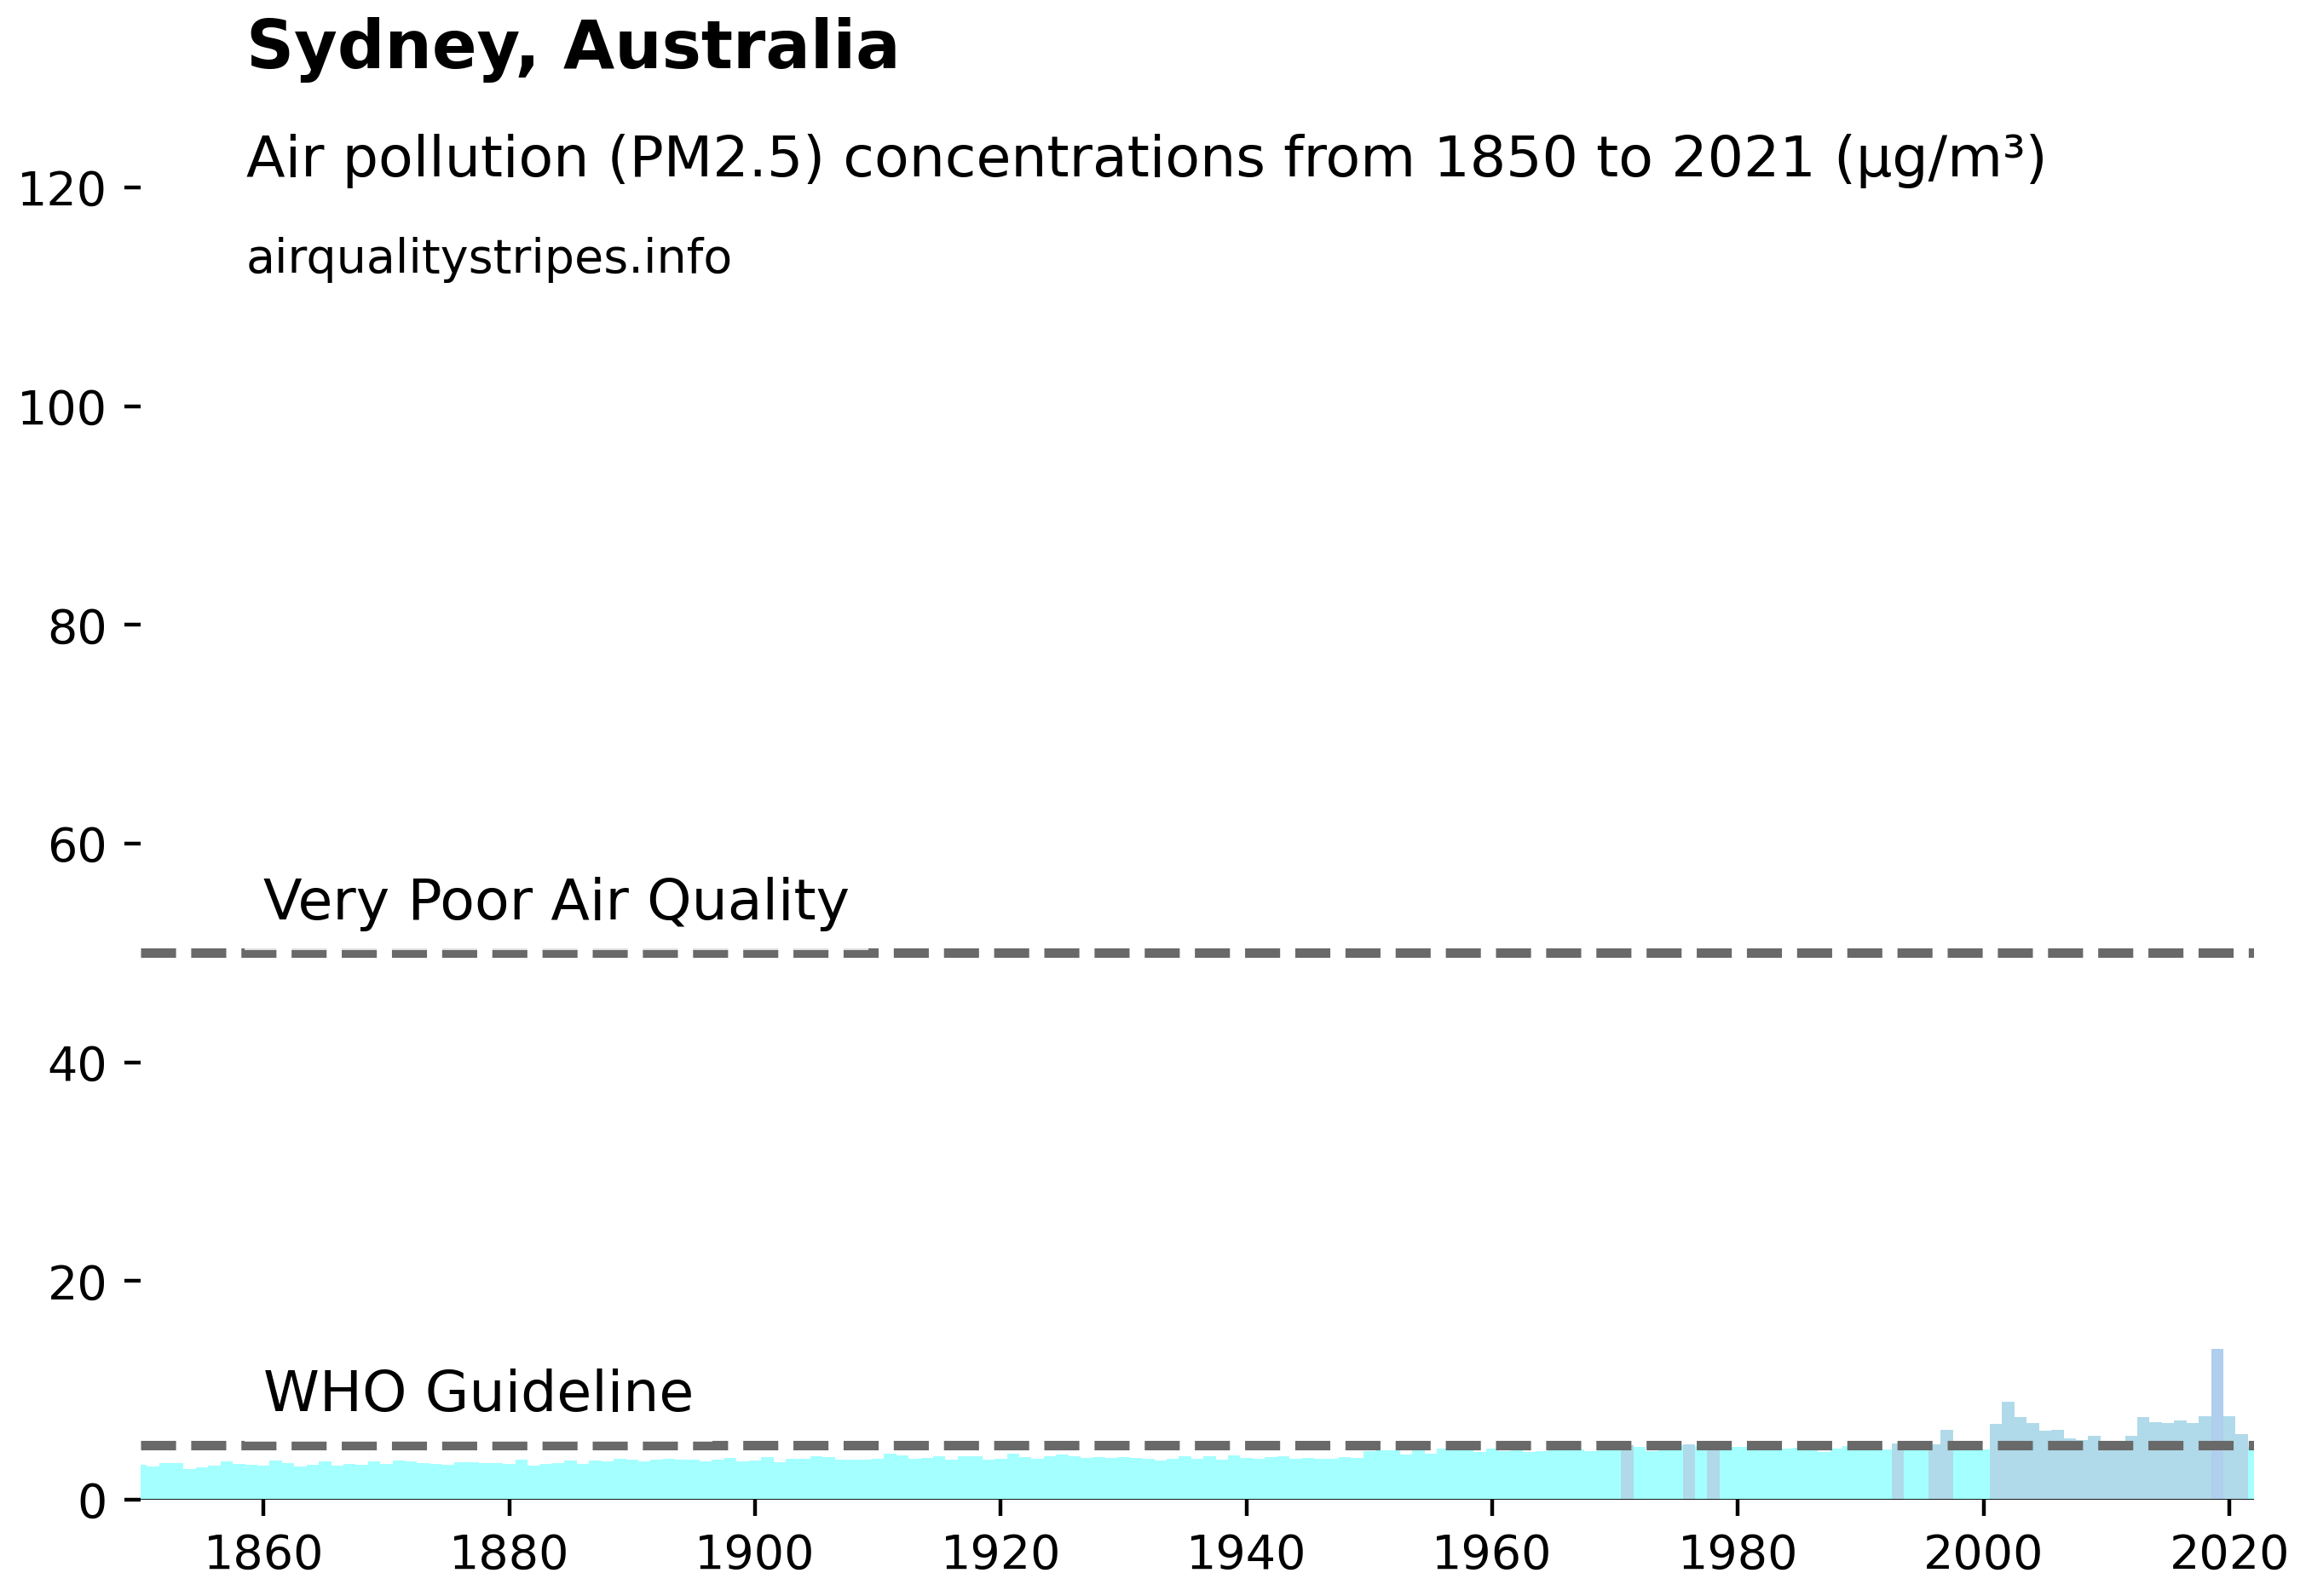 Sydney, Australia
Air pollution (PM2.5) concentrations from 1850 to 2021 (µg/m³)
airqualitystripes.info
120
100
80
60
Very Poor Air Quality
40
20
WHO Guideline
0
1860 1880 1900 1920 1940 1960 1980 2000 2020